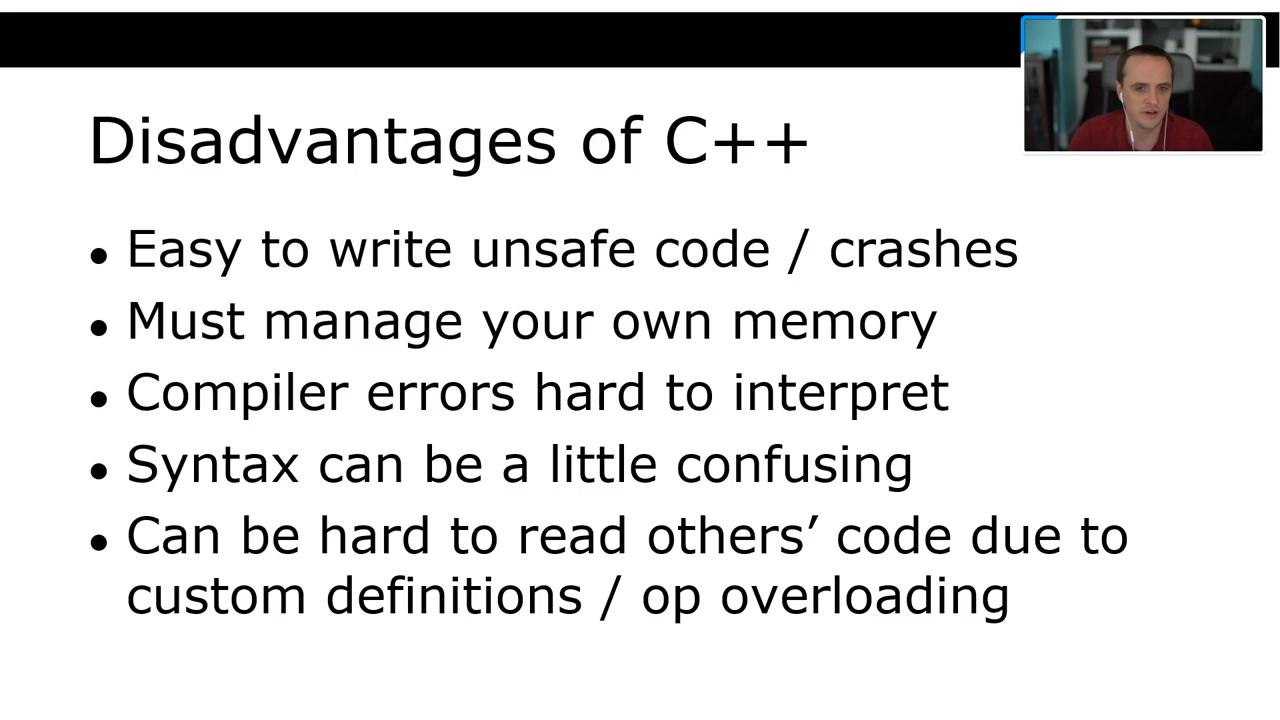 Disadvantages of C++
● Easy to write unsafe code / crashes
● Must manage your own memory
● Compiler errors hard to interpret
● Syntax can be a little confusing
● Can be hard to read others’ code due to
custom definitions / op overloading